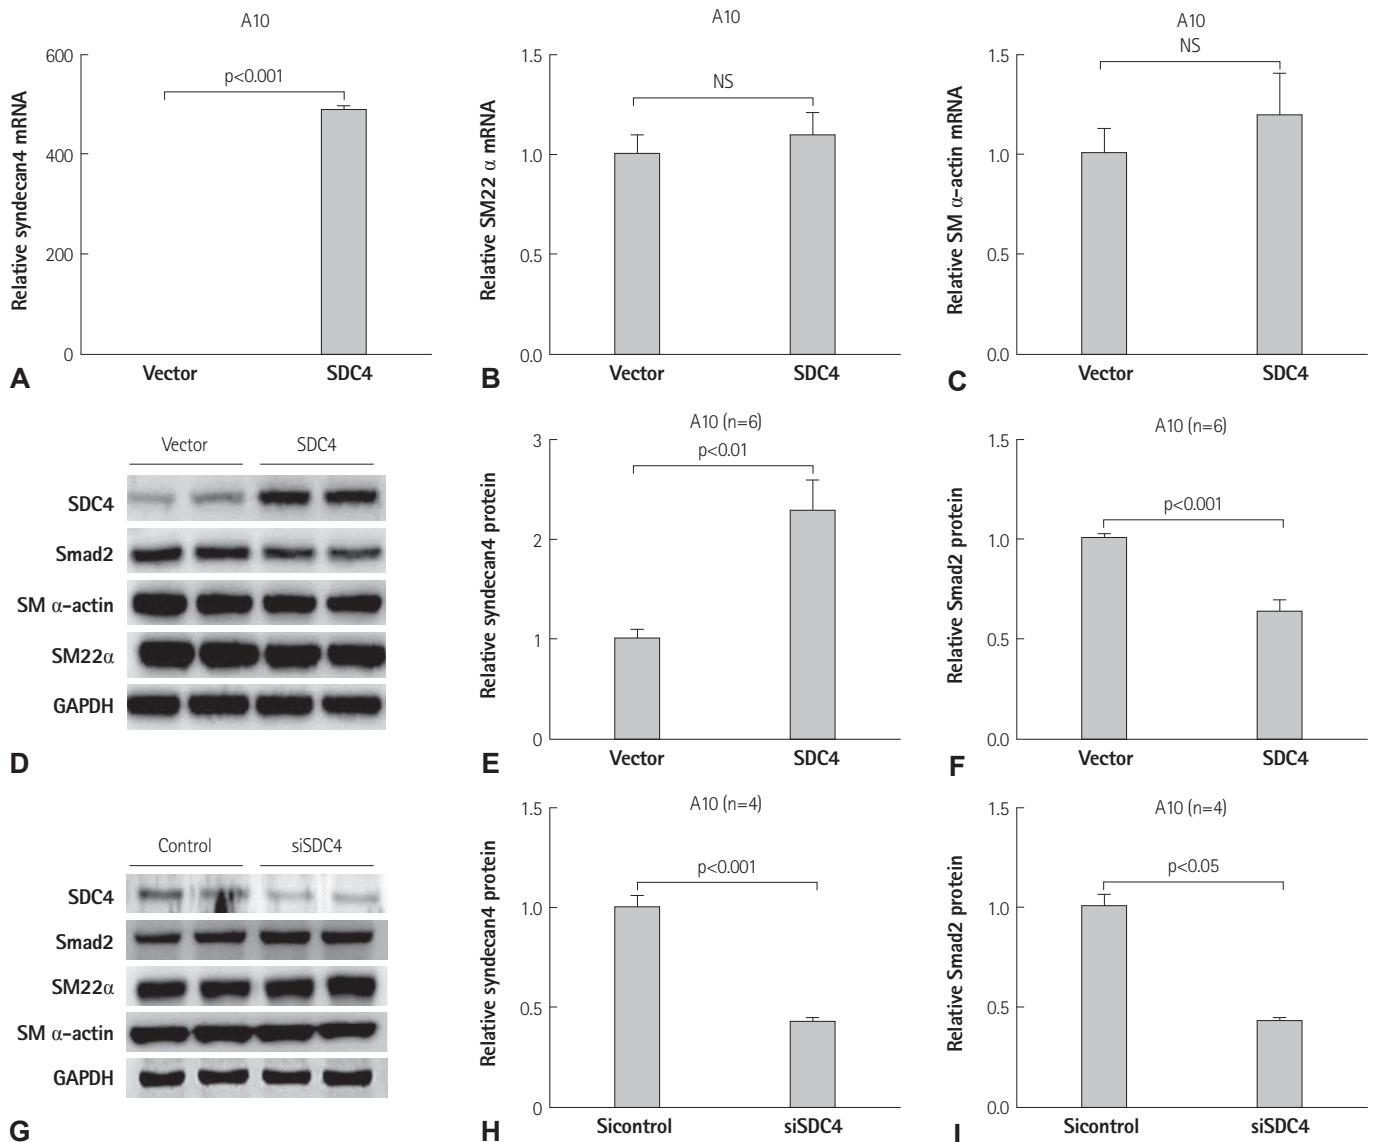 A10
600
400
200
0
Relative syndecan4 mRNA
p<0.001
Vector
SDC4
A
A10
1.5
1.0
0.5
0.0
Relative SM22 α mRNA
NS
Vector
SDC4
B
A10
NS
1.5
1.0
0.5
0.0
Relative SM α-actin mRNA
Vector
SDC4
C
Vector
SDC4
SDC4
Smad2
SM α-actin
SM22α
GAPDH
D
A10 (n=6)
p<0.01
3
2
1
0
Relative syndecan4 protein
Vector
SDC4
E
A10 (n=6)
1.5
1.0
0.5
0.0
Relative Smad2 protein
p<0.001
Vector
SDC4
F
Control
siSDC4
SDC4
Smad2
SM22α
SM α-actin
GAPDH
G
A10 (n=4)
1.5
1.0
0.5
0
Relative syndecan4 protein
p<0.001
Sicontrol
siSDC4
H
A10 (n=4)
1.5
1.0
0.5
0.0
Relative Smad2 protein
p<0.05
Sicontrol
siSDC4
I